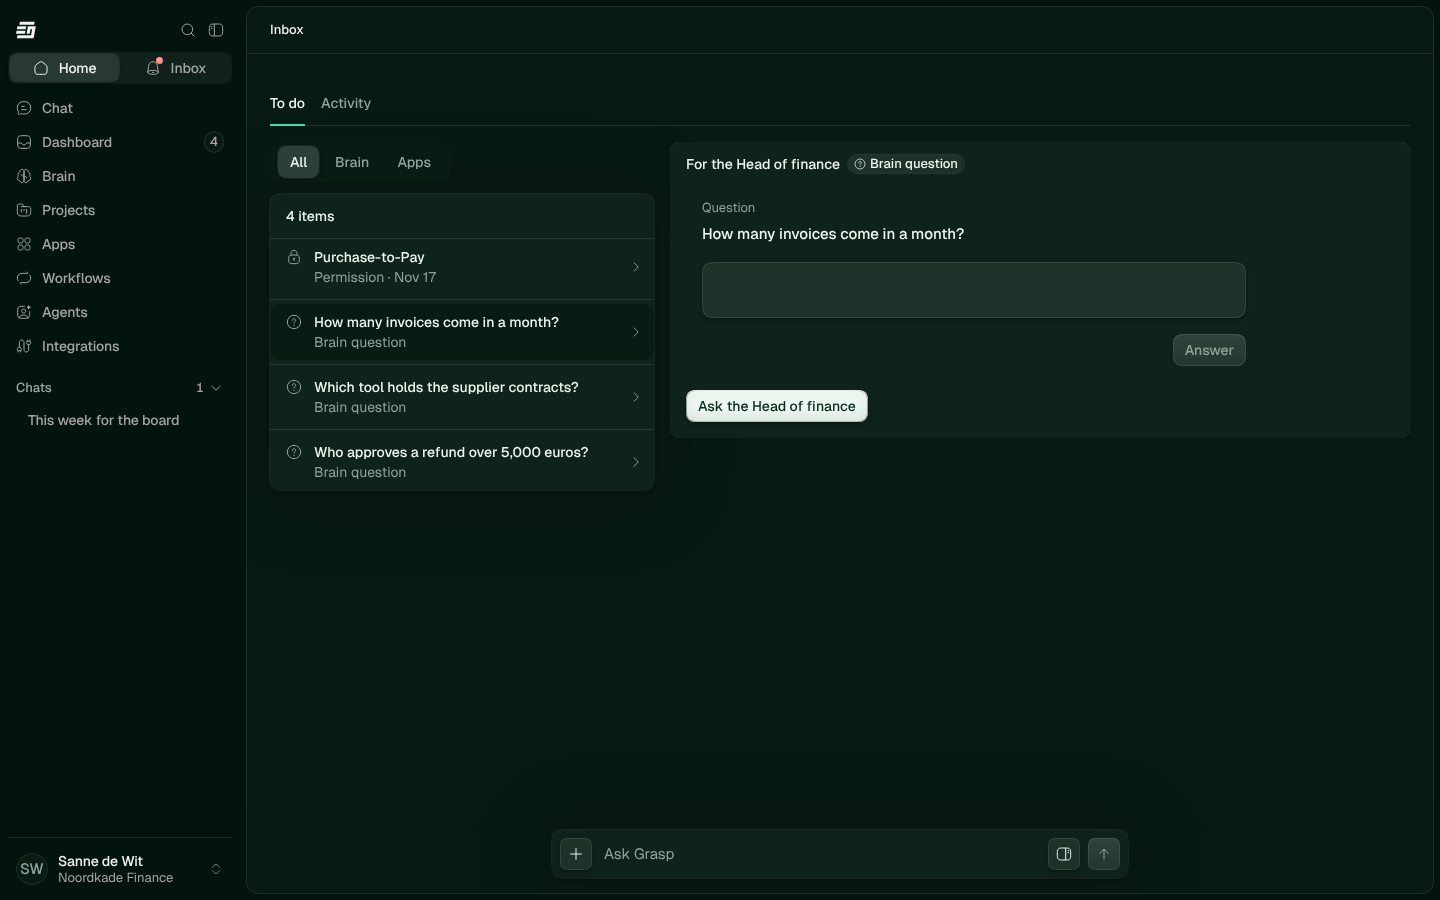 Inbox
Home
Inbox
Chat
Dashboard
4
Brain
Projects
Apps
Workflows
Agents
Integrations
Chats
1
This week for the board
SW
Sanne de Wit
Noordkade Finance
To do
Activity
All
Brain
Apps
4 items
Purchase-to-Pay
Permission · Nov 17
How many invoices come in a month?
Brain question
Which tool holds the supplier contracts?
Brain question
Who approves a refund over 5,000 euros?
Brain question
For the Head of finance
Brain question
Question
How many invoices come in a month?
Answer
Ask the Head of finance
Ask Grasp